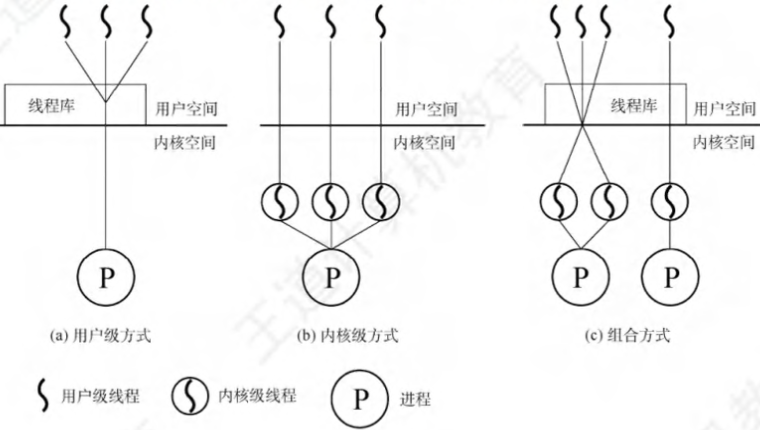 线程库
用户空间
内核空间
P
(a) 用户级方式
用户空间
内核空间
P
(b) 内核级方式
线程库
用户空间
内核空间
P
P
(c) 组合方式
用户级线程
内核级线程
P
进程
王道计算机教育